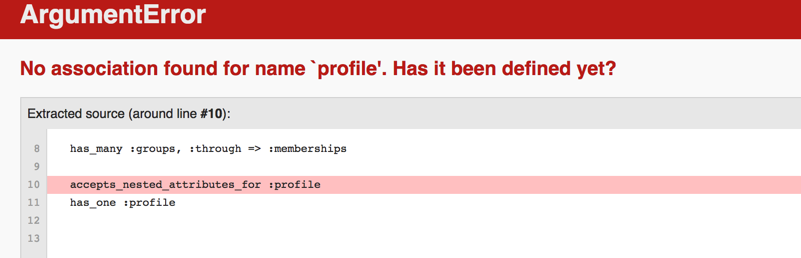 ArgumentError
No association found for name `profile'. Has it been defined yet?
Extracted source (around line #10):
8 has_many :groups, :through => :memberships
9
10 accepts_nested_attributes_for :profile
11 has_one :profile
12
13